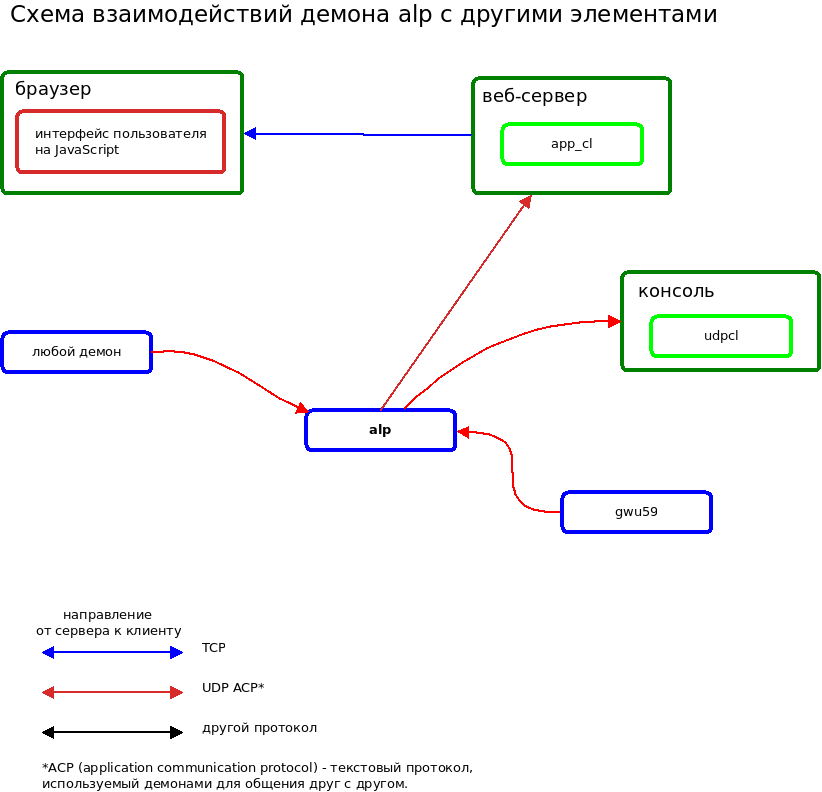 Схема взаимодействий демона alp с другими элементами
браузер
интерфейс пользователя
на JavaScript
веб-сервер
app_cl
консоль
udpcl
любой демон
alp
gwu59
направление
от сервера к клиенту
TCP
UDP ACP*
другой протокол
*ACP (application communication protocol) - текстовый протокол,
используемый демонами для общения друг с другом.